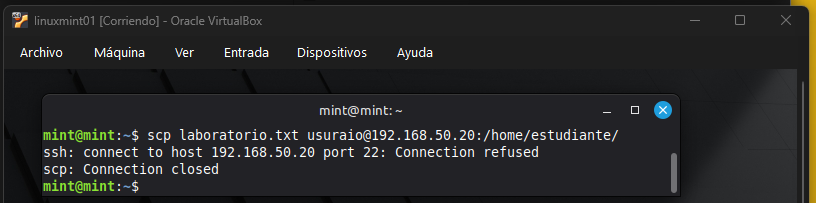 linuxmint01 [Corriendo] - Oracle VirtualBox
Archivo Máquina Ver Entrada Dispositivos Ayuda
mint@mint: ~
mint@mint:~$ scp laboratorio.txt usuraio@192.168.50.20:/home/estudiante/
ssh: connect to host 192.168.50.20 port 22: Connection refused
scp: Connection closed
mint@mint:~$